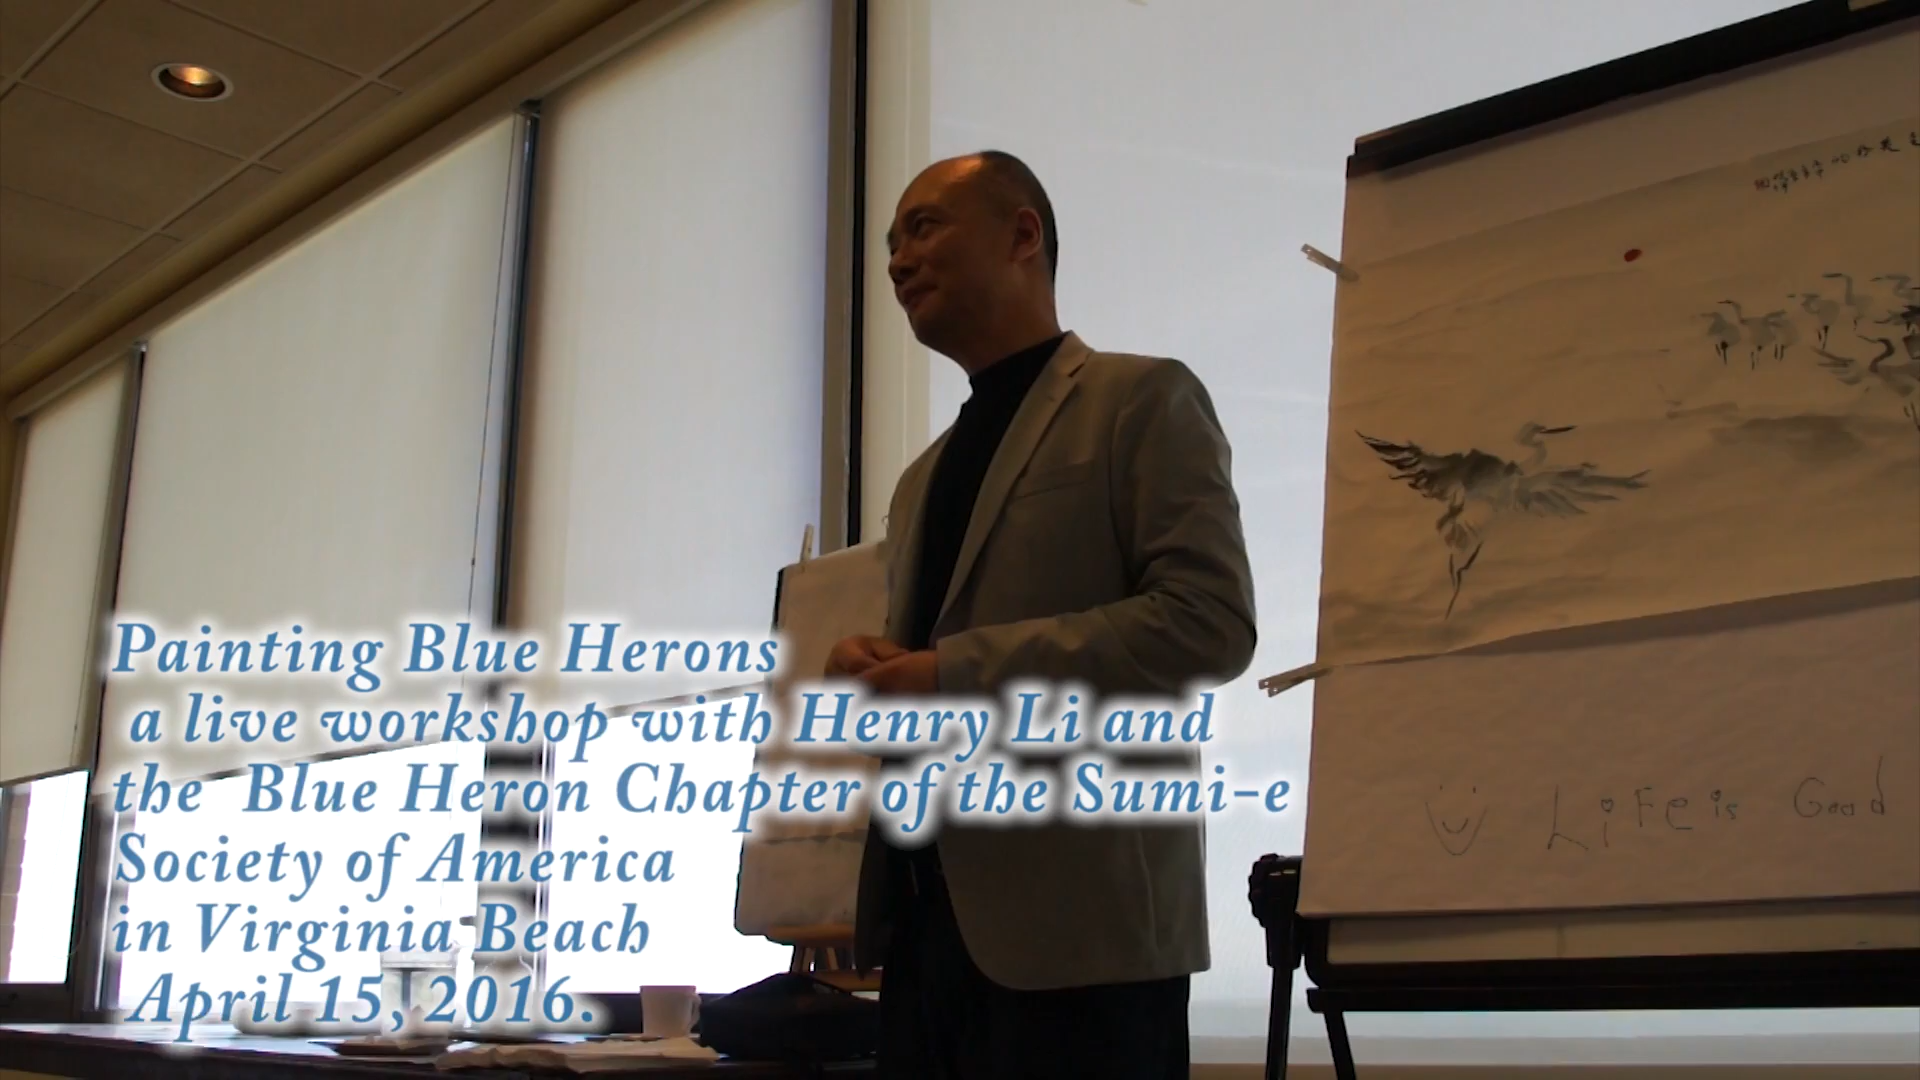 Painting Blue Herons
a live workshop with Henry Li and
the Blue Heron Chapter of the Sumi-e
Society of America
in Virginia Beach
April 15, 2016.
Life is Good